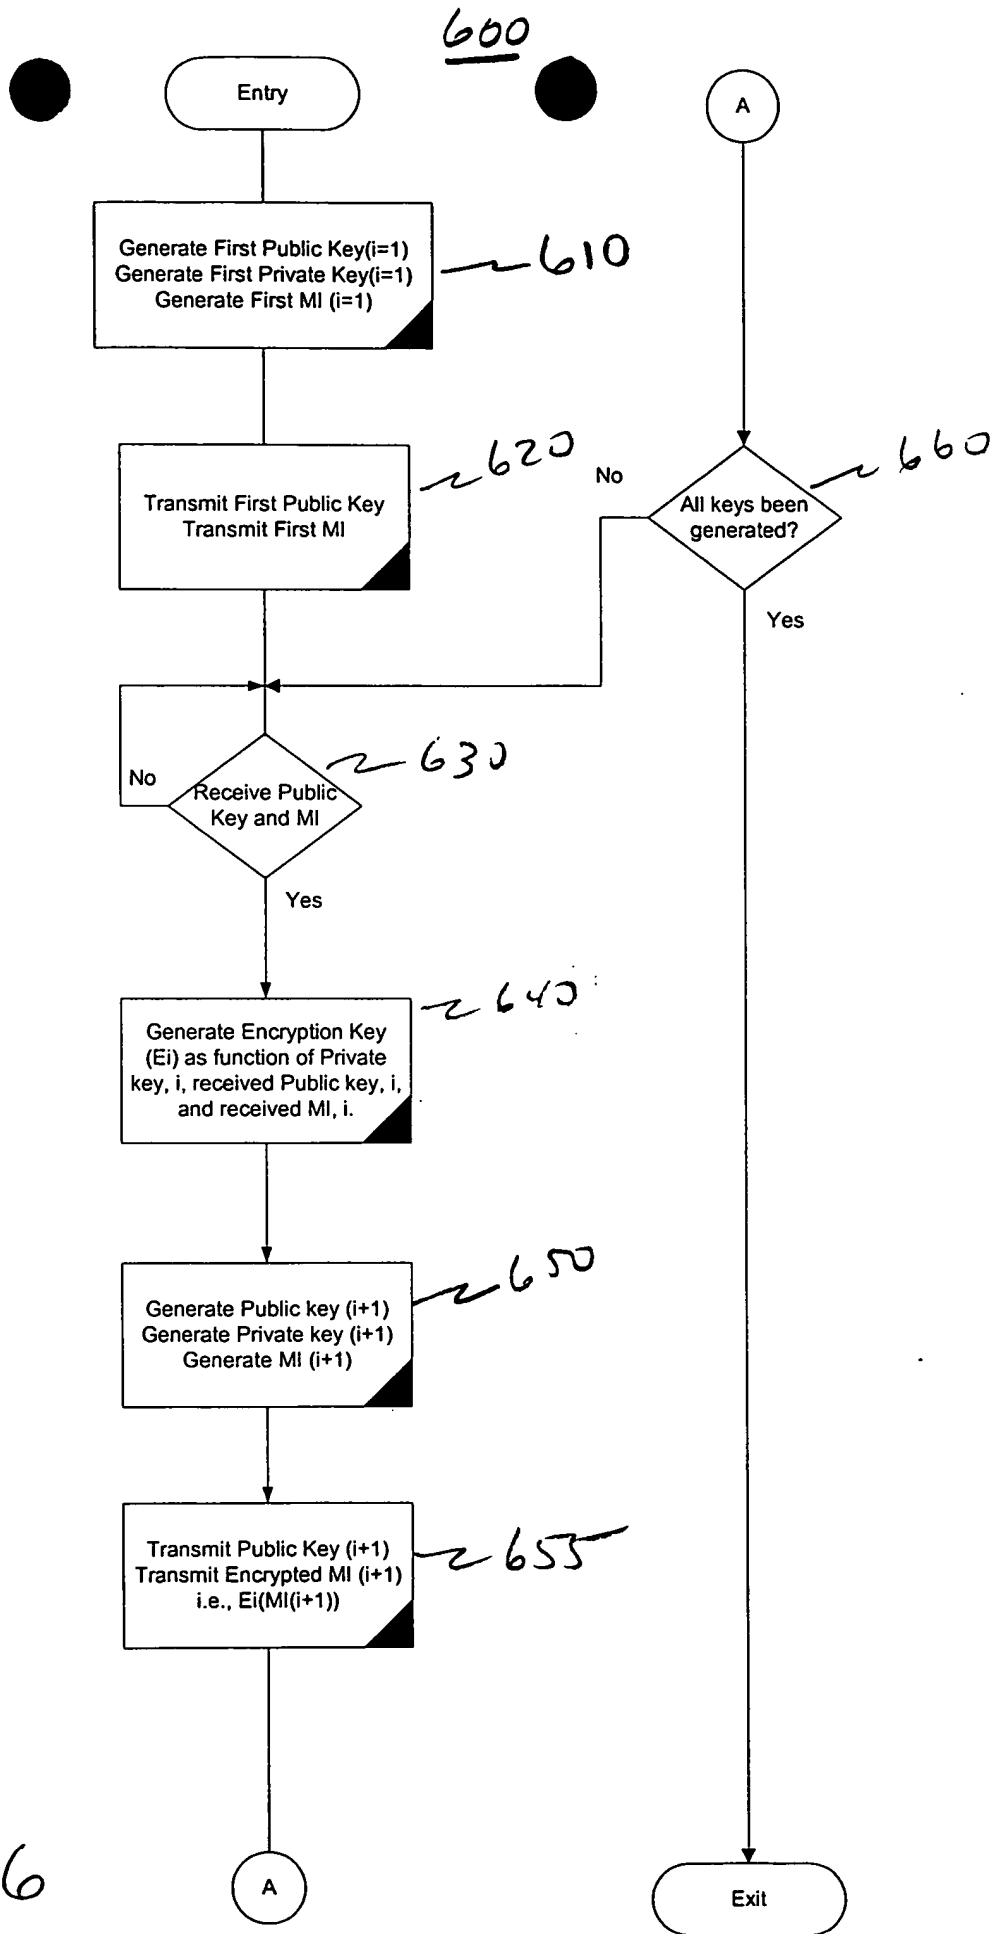 600
Entry
Generate First Public Key(i=1)
Generate First Private Key(i=1)
Generate First MI (i=1)
610
Transmit First Public Key
Transmit First MI
620
No
Receive Public
Key and MI
630
Yes
Generate Encryption Key
(Ei) as function of Private
key, i, received Public key, i,
and received MI, i.
640
Generate Public key (i+1)
Generate Private key (i+1)
Generate MI (i+1)
650
Transmit Public Key (i+1)
Transmit Encrypted MI (i+1)
i.e., Ei(MI(i+1))
655
A
6
A
No
All keys been
generated?
660
Yes
Exit